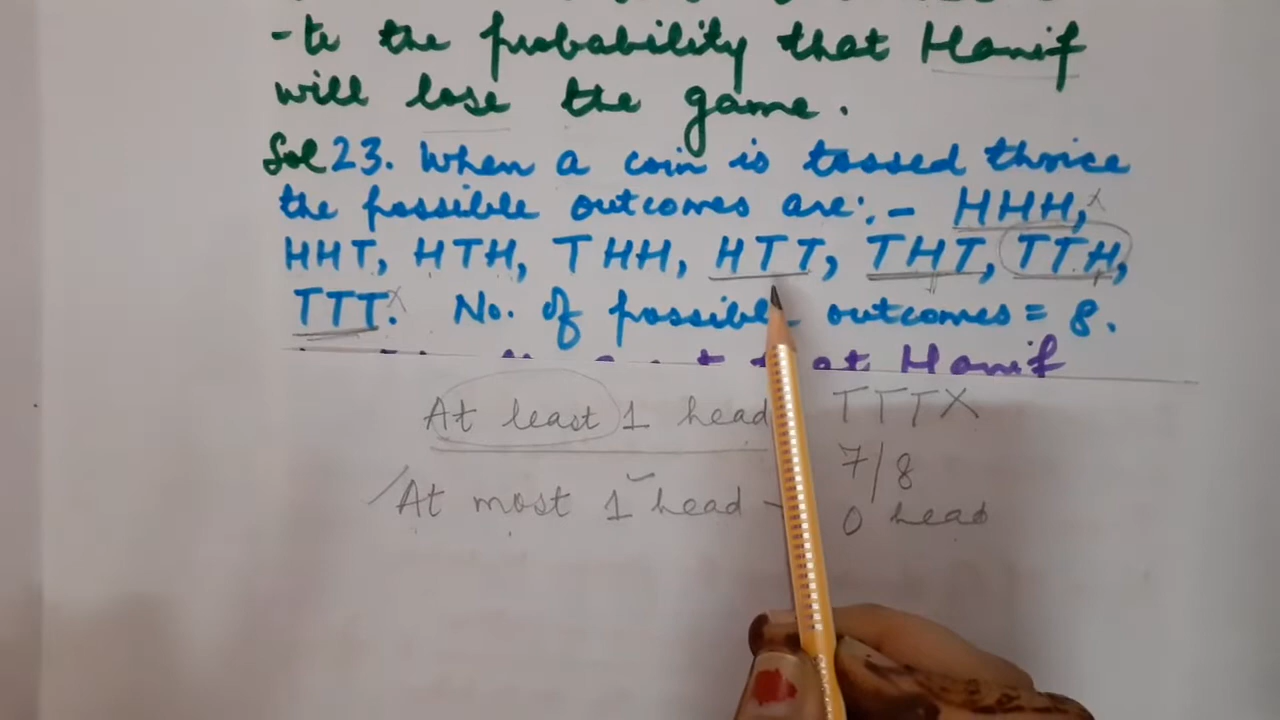 -te the probability that Hanif
will lose the game.
Sol 23. When a coin is tossed thrice
the possible outcomes are:- HHH, x
HHT, HTH, THH, HTT, THT, TTH,
TTT. x No. of possible outcomes = 8.
that Hanif
At least 1 head TTT X
7/8
At most 1 head - 0 head